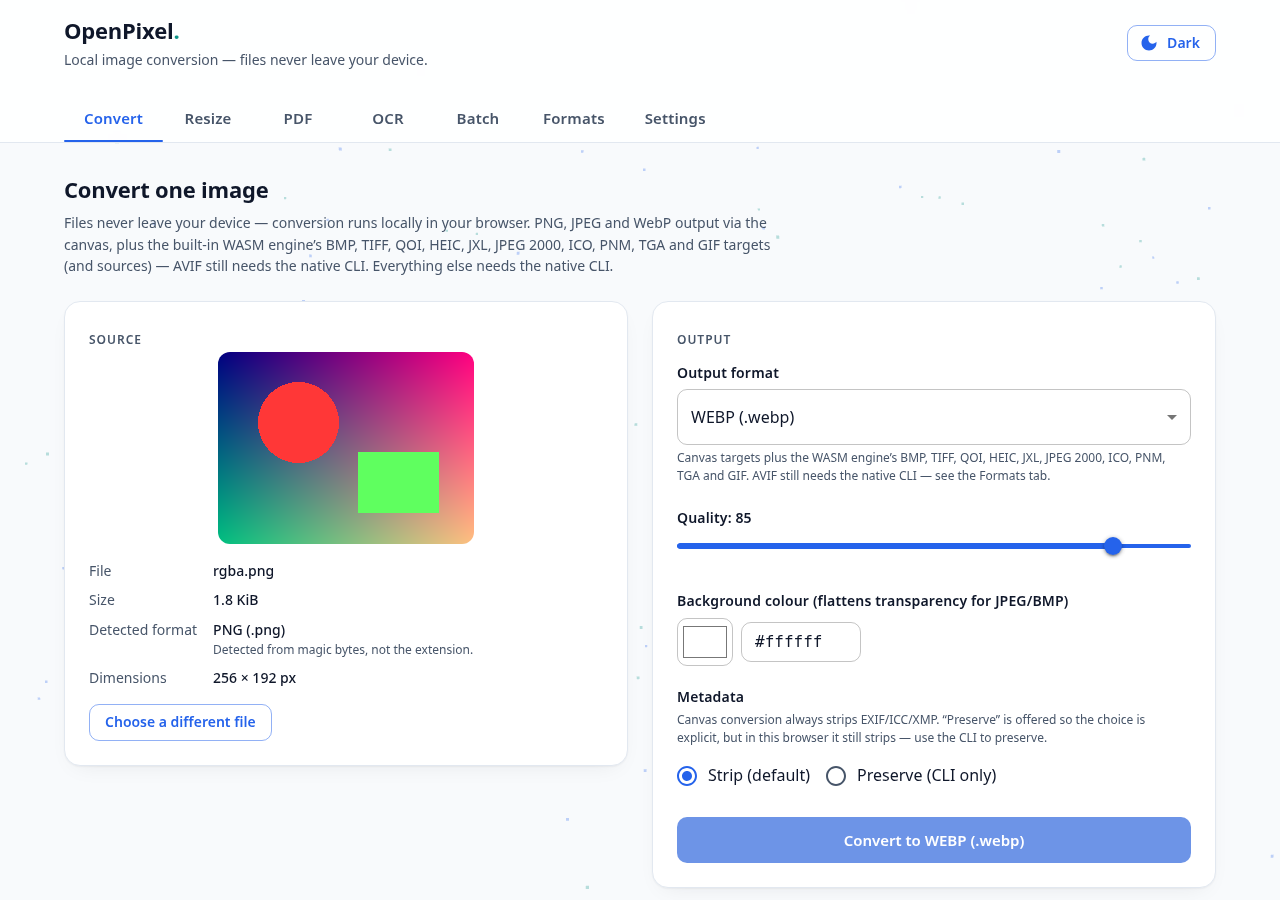 OpenPixel.
Local image conversion — files never leave your device.
Dark
Convert
Resize
PDF
OCR
Batch
Formats
Settings
Convert one image
Files never leave your device — conversion runs locally in your browser. PNG, JPEG and WebP output via the
canvas, plus the built-in WASM engine’s BMP, TIFF, QOI, HEIC, JXL, JPEG 2000, ICO, PNM, TGA and GIF targets
(and sources) — AVIF still needs the native CLI. Everything else needs the native CLI.
SOURCE
File
rgba.png
Size
1.8 KiB
Detected format
PNG (.png)
Detected from magic bytes, not the extension.
Dimensions
256 × 192 px
Choose a different file
OUTPUT
Output format
WEBP (.webp)
Canvas targets plus the WASM engine’s BMP, TIFF, QOI, HEIC, JXL, JPEG 2000, ICO, PNM,
TGA and GIF. AVIF still needs the native CLI — see the Formats tab.
Quality: 85
Background colour (flattens transparency for JPEG/BMP)
#ffffff
Metadata
Canvas conversion always strips EXIF/ICC/XMP. “Preserve” is offered so the choice is
explicit, but in this browser it still strips — use the CLI to preserve.
Strip (default)
Preserve (CLI only)
Convert to WEBP (.webp)